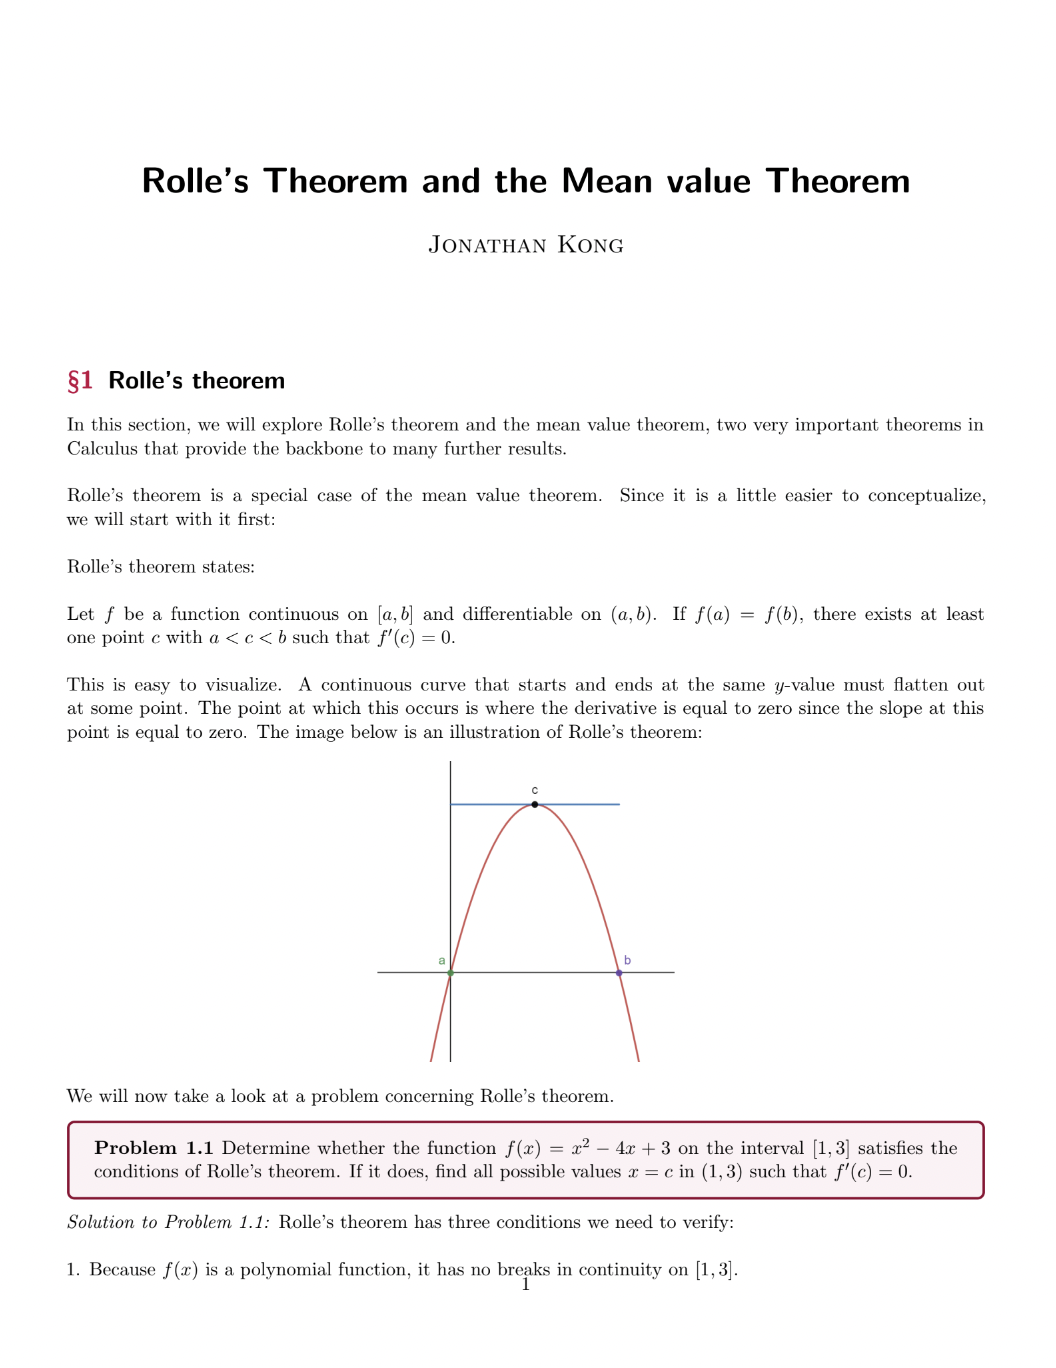 Rolle's Theorem and the Mean value Theorem
Jonathan Kong
§1 Rolle's theorem
In this section, we will explore Rolle's theorem and the mean value theorem, two very important theorems in
Calculus that provide the backbone to many further results.
Rolle's theorem is a special case of the mean value theorem. Since it is a little easier to conceptualize,
we will start with it first:
Rolle's theorem states:
Let f be a function continuous on [a, b] and differentiable on (a, b). If f(a) = f(b), there exists at least
one point c with a < c < b such that f′(c) = 0.
This is easy to visualize. A continuous curve that starts and ends at the same y-value must flatten out
at some point. The point at which this occurs is where the derivative is equal to zero since the slope at this
point is equal to zero. The image below is an illustration of Rolle's theorem:
c
a
b
We will now take a look at a problem concerning Rolle's theorem.
Problem 1.1 Determine whether the function f(x) = x² − 4x + 3 on the interval [1, 3] satisfies the
conditions of Rolle's theorem. If it does, find all possible values x = c in (1, 3) such that f′(c) = 0.
Solution to Problem 1.1: Rolle's theorem has three conditions we need to verify:
1. Because f(x) is a polynomial function, it has no breaks in continuity on [1, 3].
1